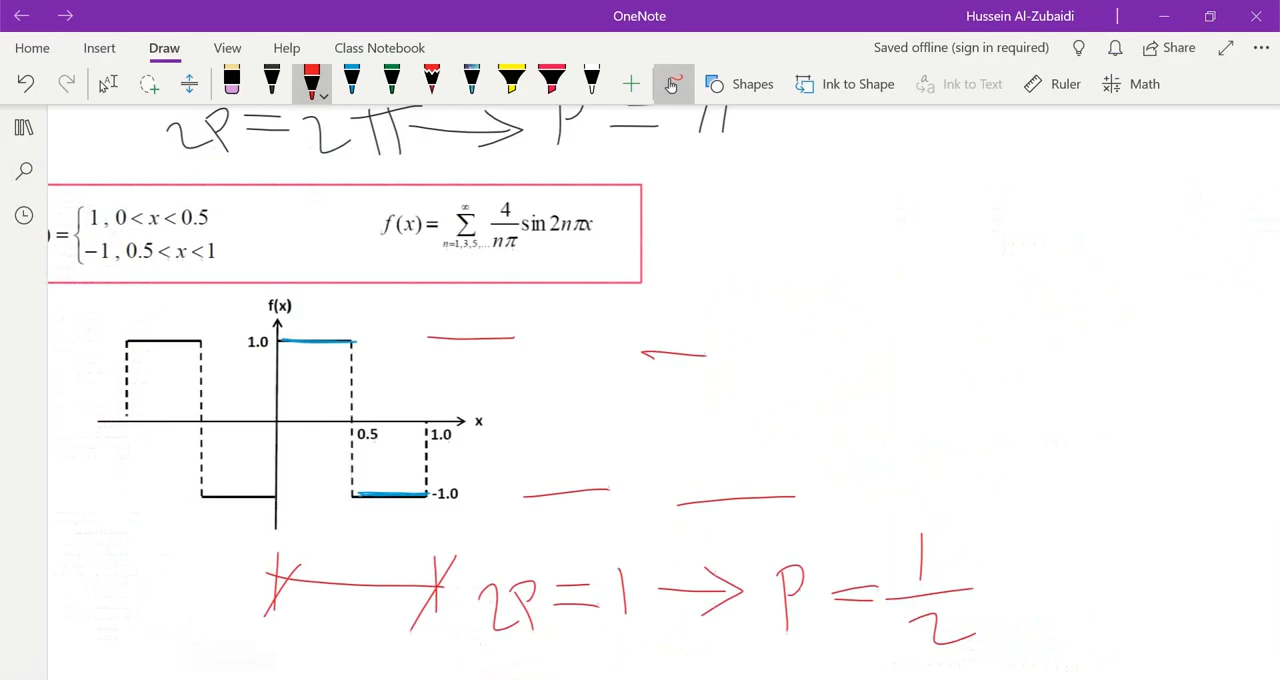 OneNote
Hussein Al-Zubaidi
Home Insert Draw View Help Class Notebook
Saved offline (sign in required)
Share
Shapes
Ink to Shape
Ink to Text
Ruler
Math
2P = 2π → P = π
) = { 1 , 0 < x < 0.5
−1 , 0.5 < x < 1
f(x) = ∑ 4/nπ sin 2nπx
∞
n=1,3,5,...
f(x)
1.0
x
0.5
1.0
-1.0
2P = 1 → P = 1/2